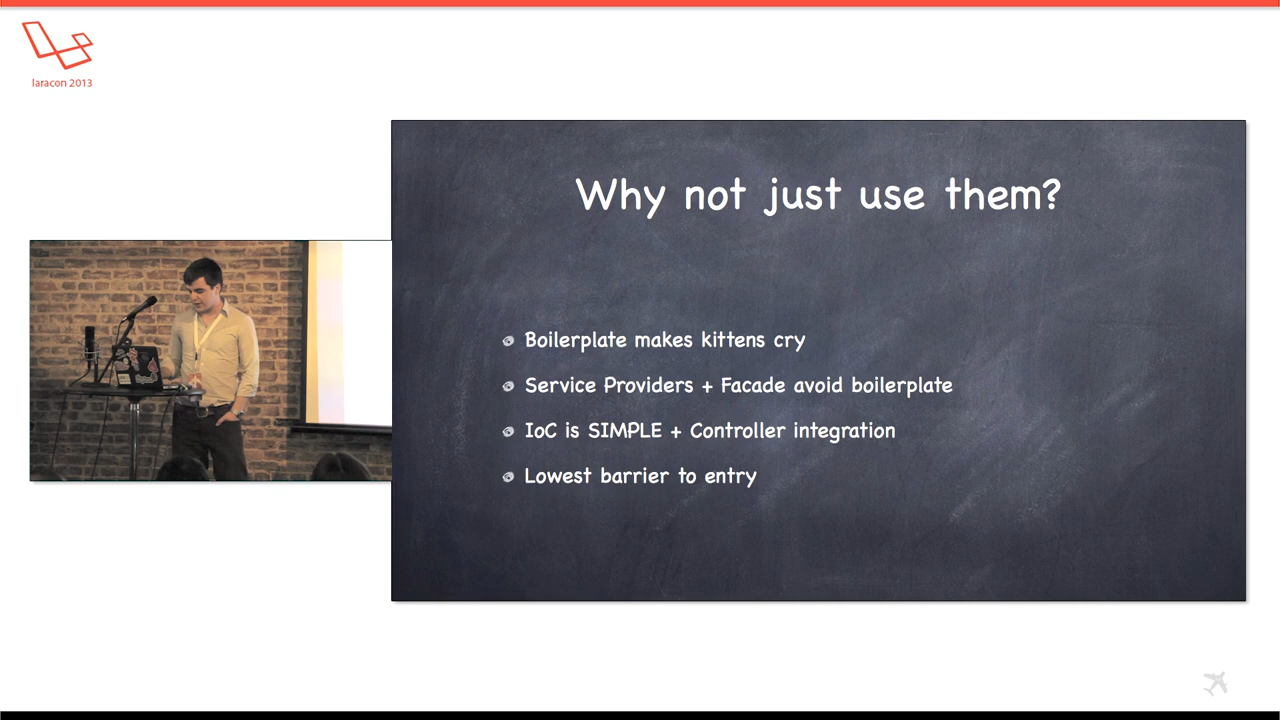 laracon 2013
Why not just use them?
Boilerplate makes kittens cry
Service Providers + Facade avoid boilerplate
IoC is SIMPLE + Controller integration
Lowest barrier to entry